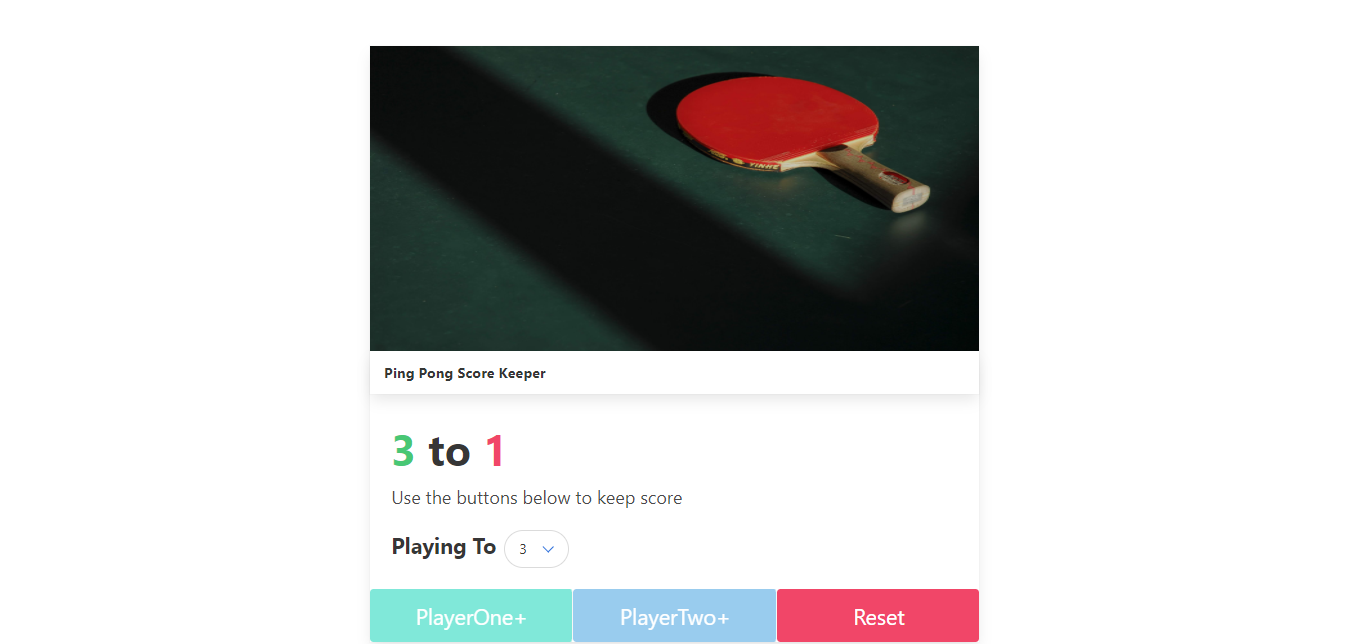 YINHE
Ping Pong Score Keeper
3 to 1
Use the buttons below to keep score
Playing To 3
PlayerOne+ PlayerTwo+ Reset